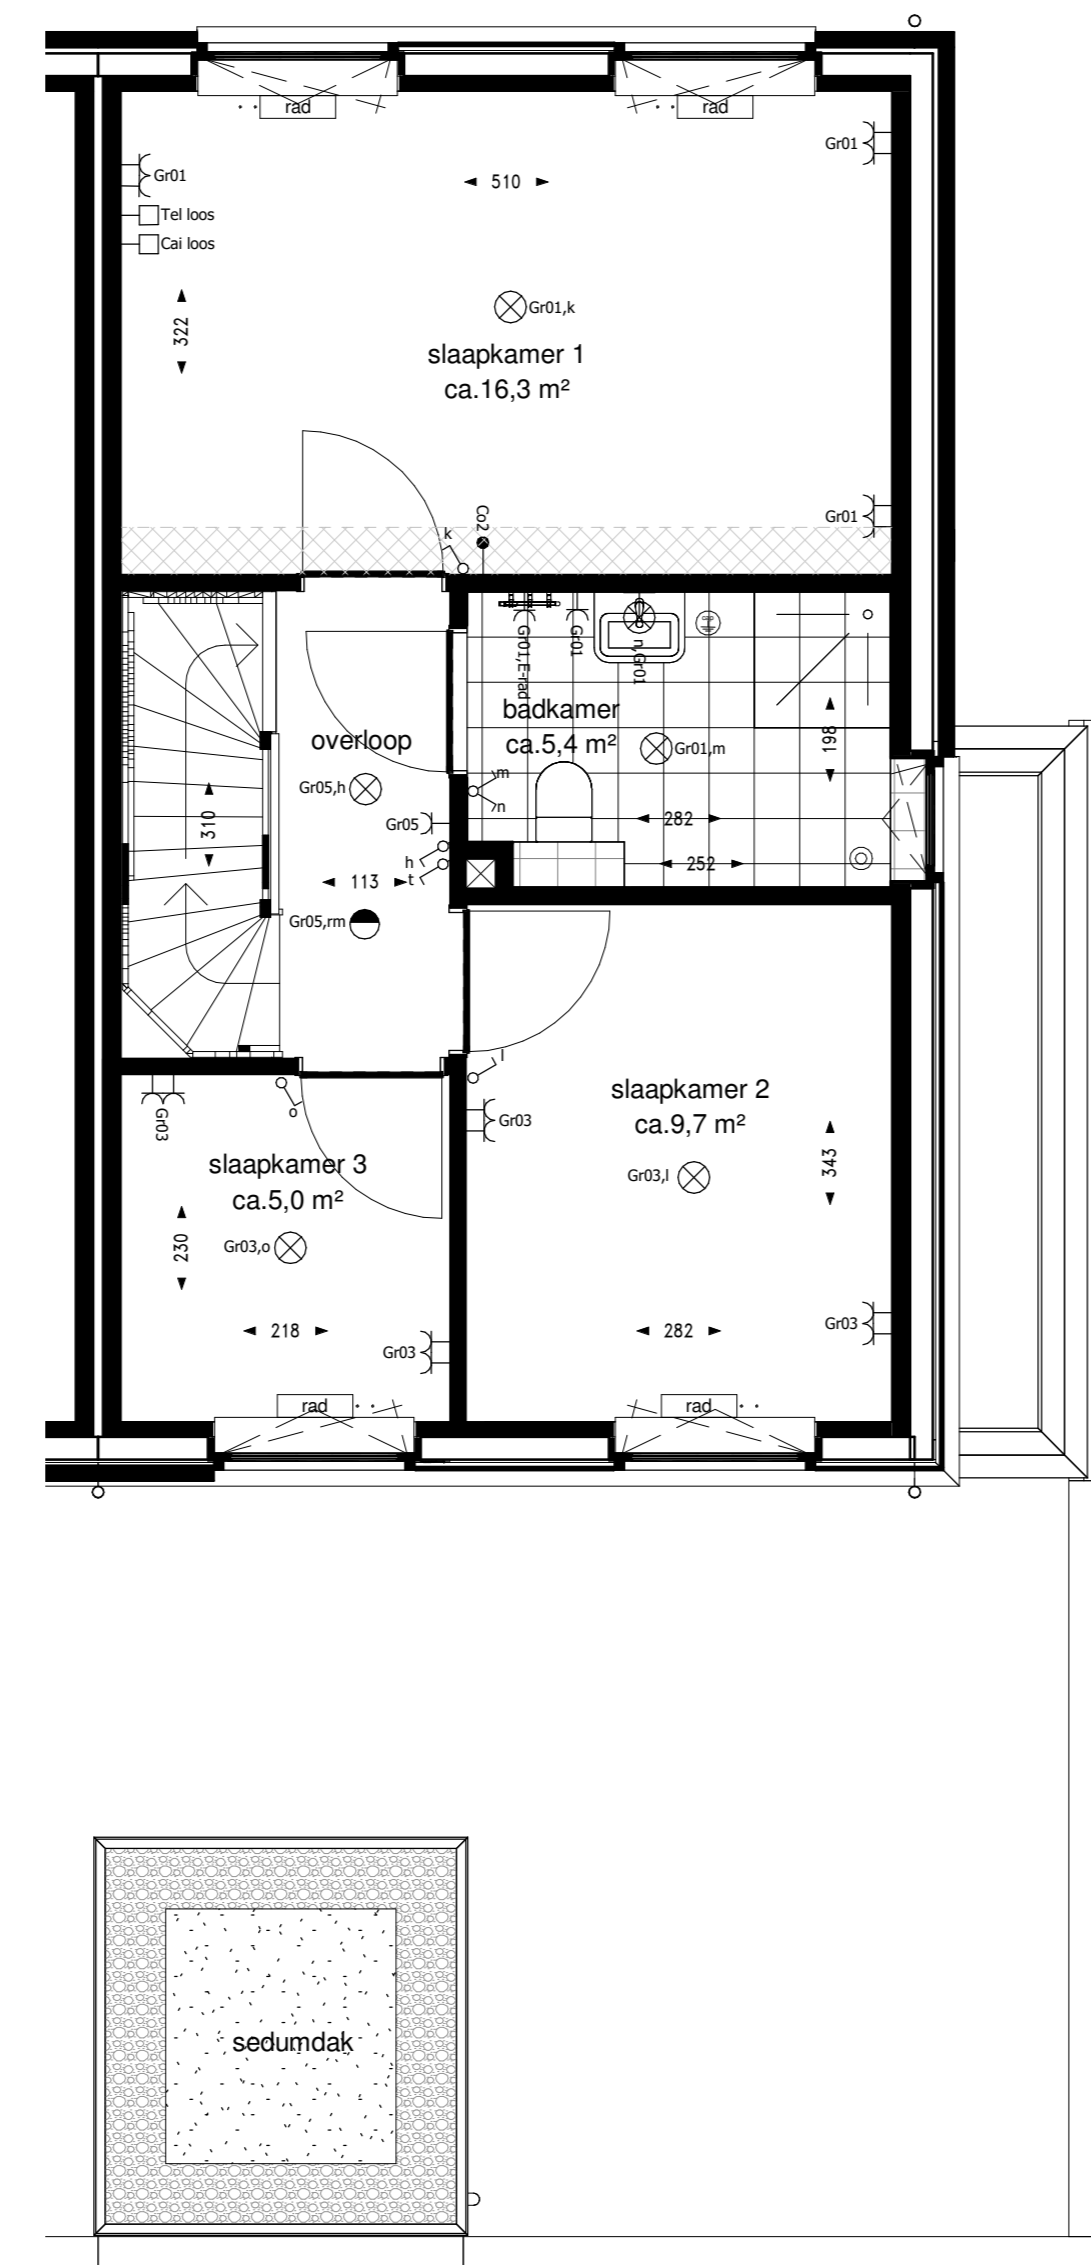 rad
rad
Gr01
Gr01
510
Tel loos
Cai loos
322
Gr01,k
slaapkamer 1
ca.16,3 m²
Gr01
k
Co2
Gr01,E-rad
Gr01
n,Gr01
badkamer
ca.5,4 m²
198
overloop
Gr01,m
Gr05,h
m
n
310
Gr05
282
h
252
t
113
Gr05,rm
l
slaapkamer 2
ca.9,7 m²
Gr03
o
Gr03
343
slaapkamer 3
ca.5,0 m²
Gr03,l
230
Gr03,o
Gr03
218
282
Gr03
rad
rad
sedumdak